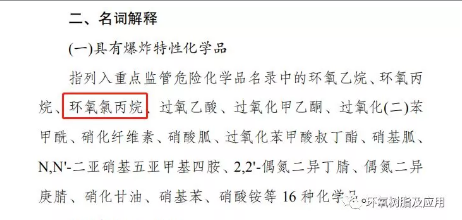 二、名词解释
(一)具有爆炸特性化学品
指列入重点监管危险化学品名录中的环氧乙烷、环氧丙
烷、环氧氯丙烷、过氧乙酸、过氧化甲乙酮、过氧化(二)苯
甲酰、硝化纤维素、硝酸胍、过氧化苯甲酸叔丁酯、硝基胍、
N,N'-二亚硝基五亚甲基四胺、2,2'-偶氮二异丁腈、偶氮二异
庚腈、硝化甘油、硝基苯、硝酸铵等 16 种化学品。
环氧树脂及应用